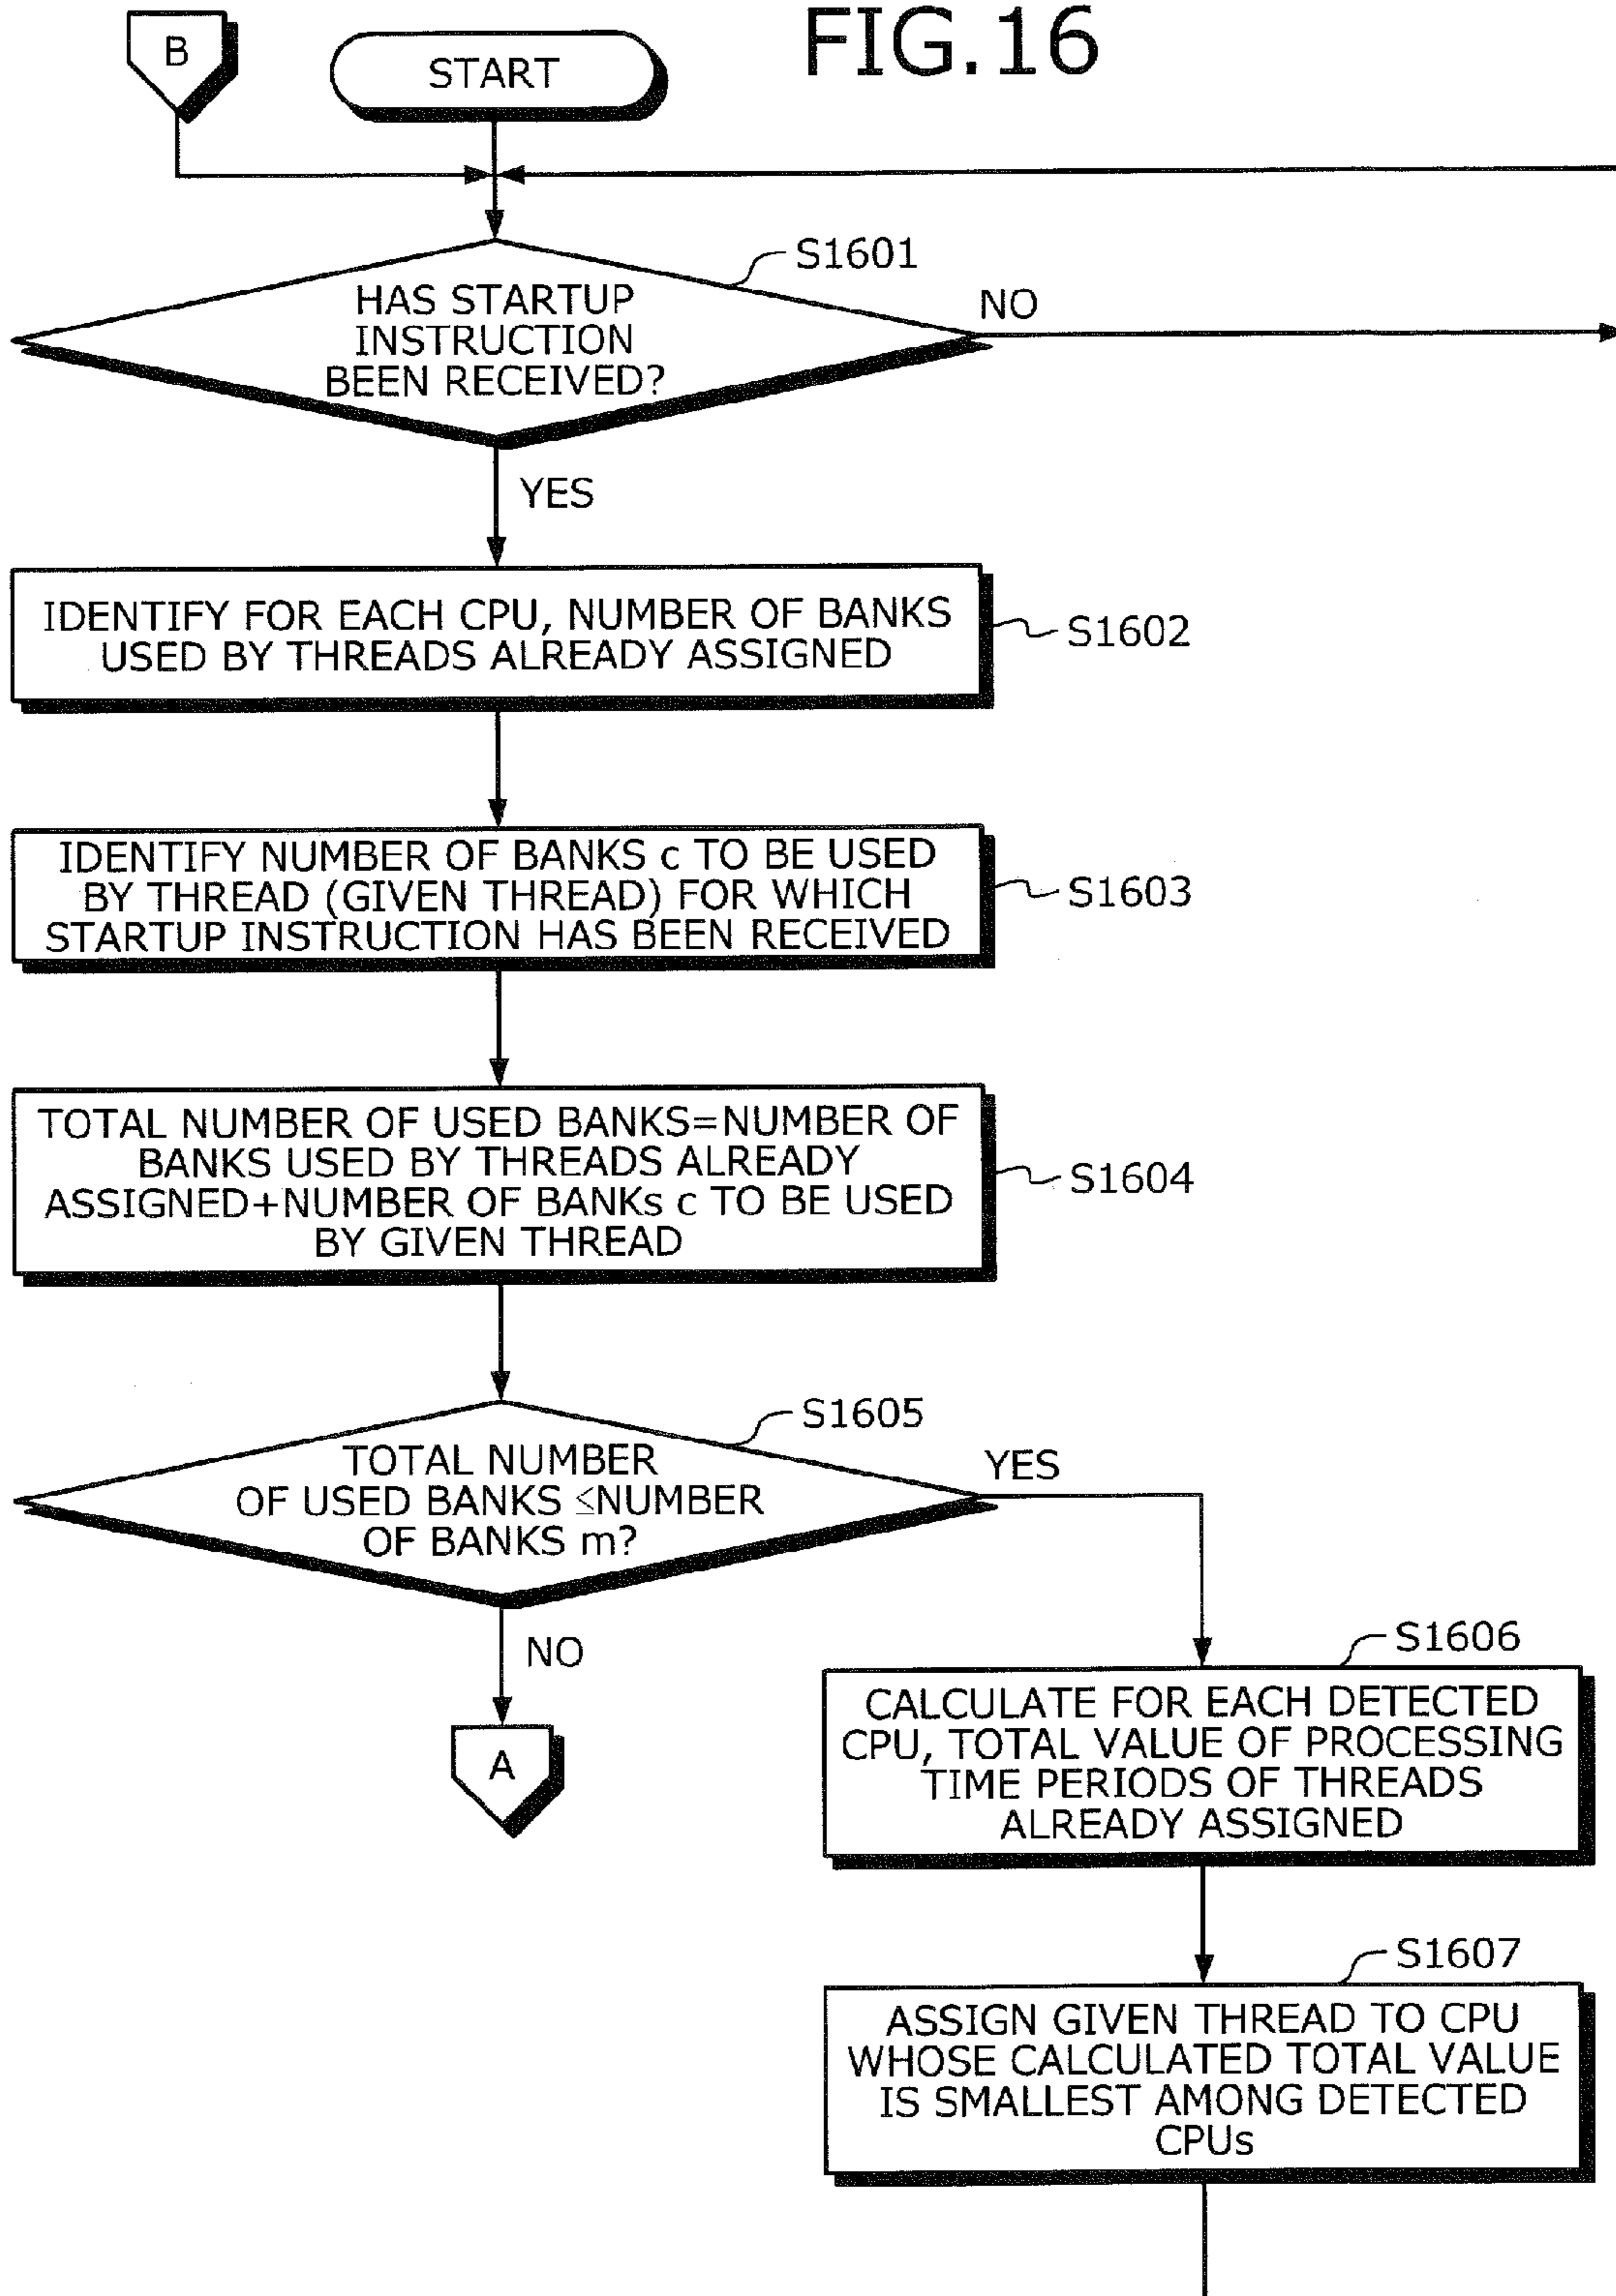 FIG.16
B
START
S1601
HAS STARTUP
INSTRUCTION
BEEN RECEIVED?
NO
YES
IDENTIFY FOR EACH CPU, NUMBER OF BANKS
USED BY THREADS ALREADY ASSIGNED
S1602
IDENTIFY NUMBER OF BANKS c TO BE USED
BY THREAD (GIVEN THREAD) FOR WHICH
STARTUP INSTRUCTION HAS BEEN RECEIVED
S1603
TOTAL NUMBER OF USED BANKS=NUMBER OF
BANKS USED BY THREADS ALREADY
ASSIGNED+NUMBER OF BANKs c TO BE USED
BY GIVEN THREAD
S1604
S1605
TOTAL NUMBER
OF USED BANKS ≤NUMBER
OF BANKS m?
YES
NO
A
S1606
CALCULATE FOR EACH DETECTED
CPU, TOTAL VALUE OF PROCESSING
TIME PERIODS OF THREADS
ALREADY ASSIGNED
S1607
ASSIGN GIVEN THREAD TO CPU
WHOSE CALCULATED TOTAL VALUE
IS SMALLEST AMONG DETECTED
CPUs